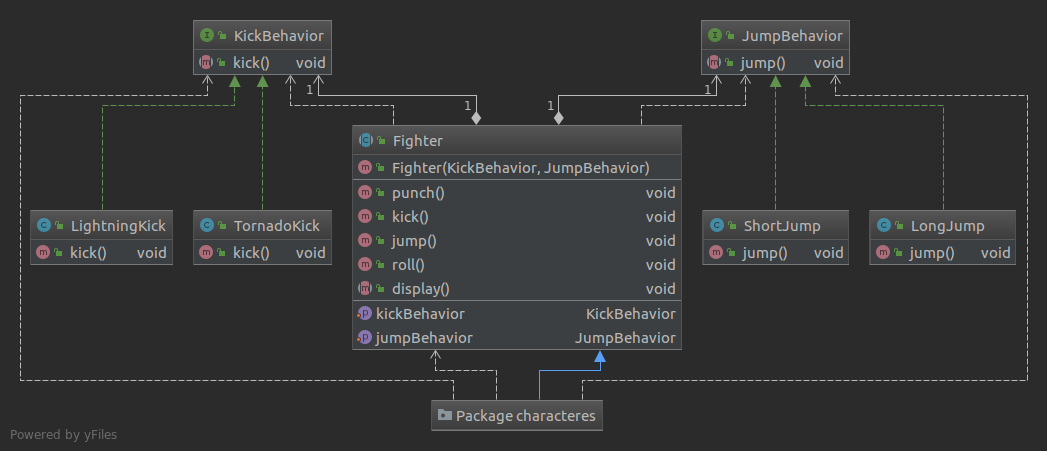 KickBehavior
kick() void
JumpBehavior
jump() void
1
1
1
1
Fighter
Fighter(KickBehavior, JumpBehavior)
punch() void
kick() void
jump() void
roll() void
display() void
kickBehavior KickBehavior
jumpBehavior JumpBehavior
LightningKick
kick() void
TornadoKick
kick() void
ShortJump
jump() void
LongJump
jump() void
Package characteres
Powered by yFiles